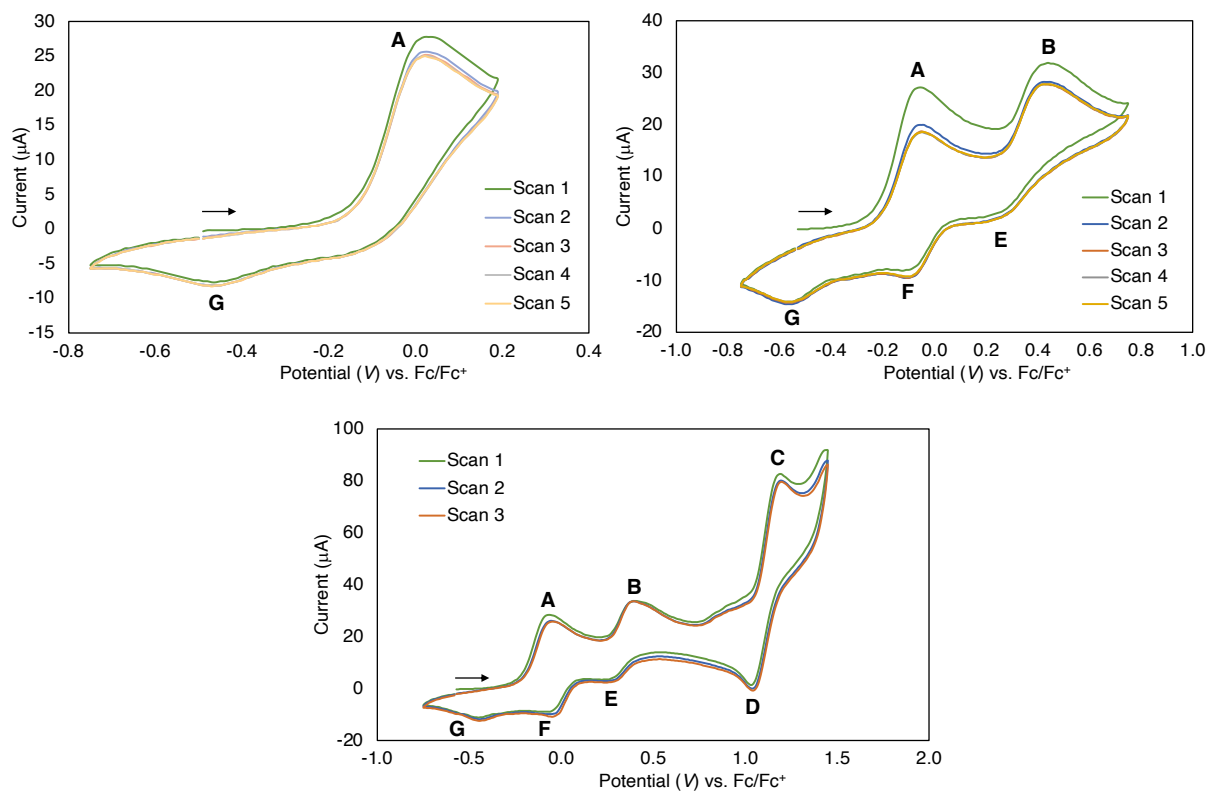 30
25
20
15
10
5
0
-5
-10
-15
-0.8 -0.6 -0.4 -0.2 0.0 0.2 0.4
Current (μA)
Potential (V) vs. Fc/Fc⁺
A
G
Scan 1
Scan 2
Scan 3
Scan 4
Scan 5
40
30
20
10
0
-10
-20
-1.0 -0.8 -0.6 -0.4 -0.2 0.0 0.2 0.4 0.6 0.8 1.0
Current (μA)
Potential (V) vs. Fc/Fc⁺
A
B
E
F
G
Scan 1
Scan 2
Scan 3
Scan 4
Scan 5
100
80
60
40
20
0
-20
-1.0 -0.5 0.0 0.5 1.0 1.5 2.0
Current (μA)
Potential (V) vs. Fc/Fc⁺
Scan 1
Scan 2
Scan 3
A
B
C
G
F
E
D